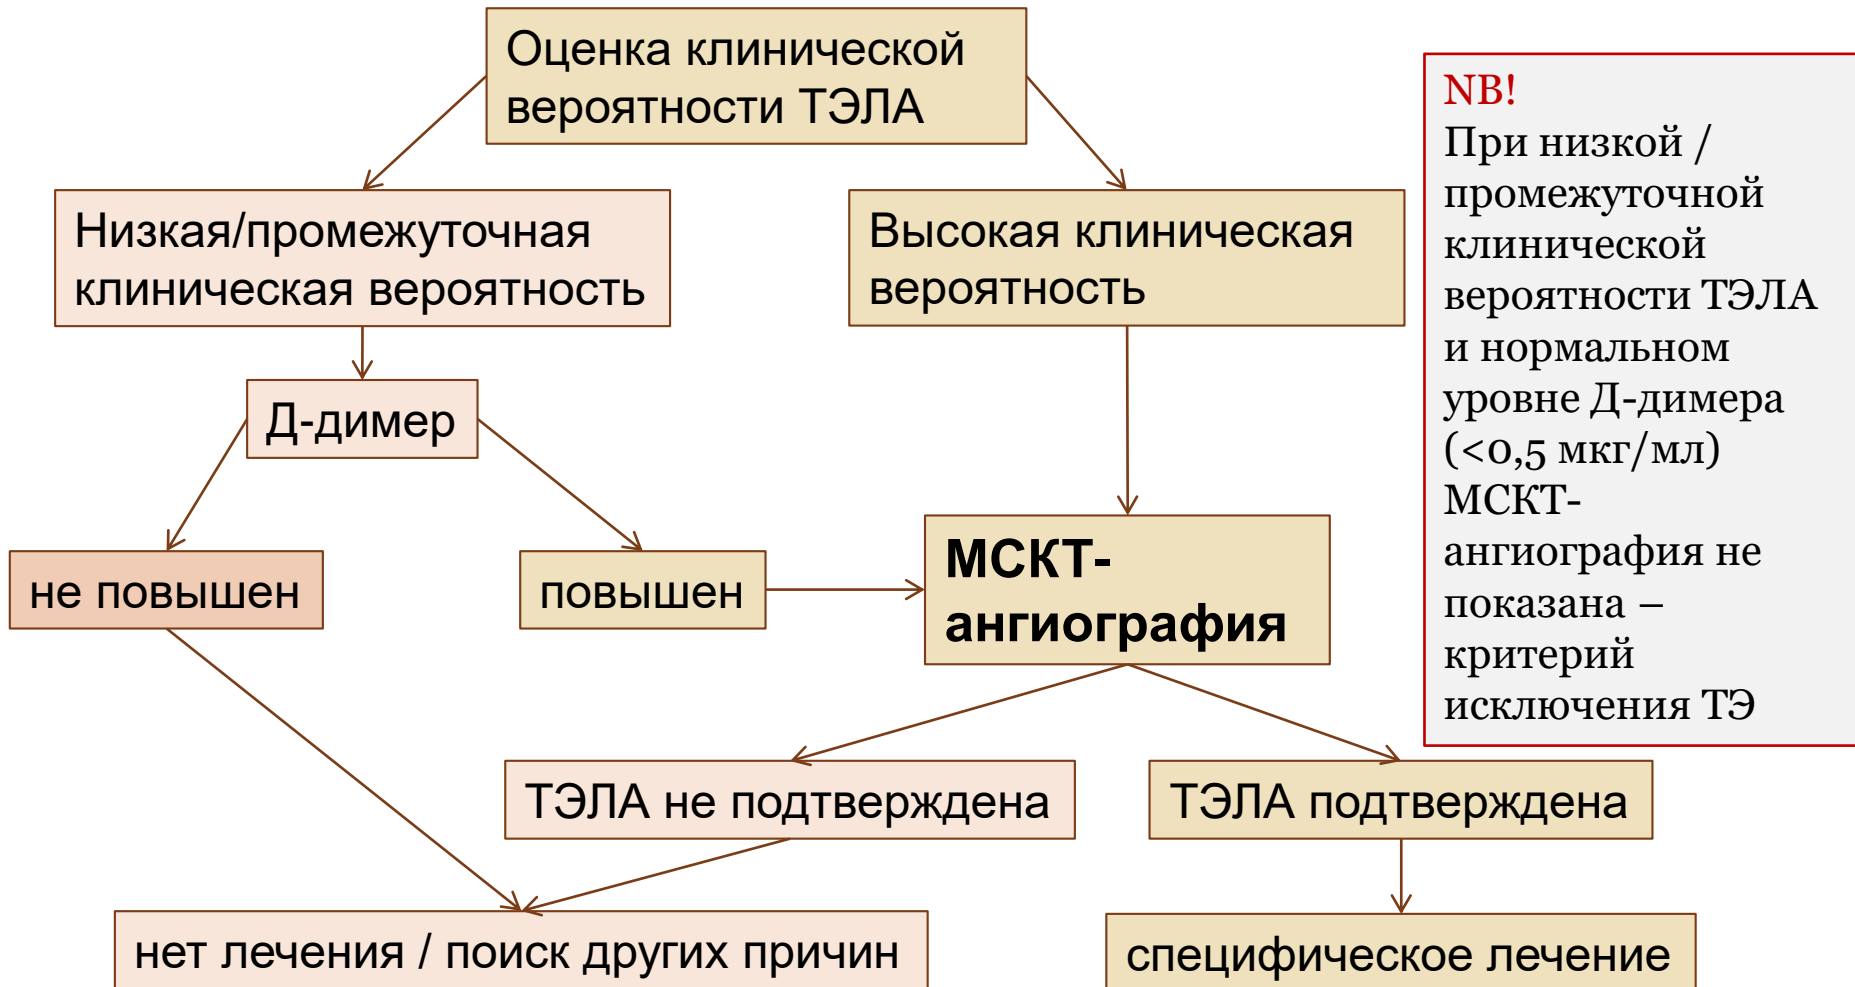 Оценка клинической
вероятности ТЭЛА
Низкая/промежуточная
клиническая вероятность
Высокая клиническая
вероятность
Д-димер
не повышен
повышен
МСКТ-
ангиография
ТЭЛА не подтверждена
ТЭЛА подтверждена
нет лечения / поиск других причин
специфическое лечение
NB!
При низкой /
промежуточной
клинической
вероятности ТЭЛА
и нормальном
уровне Д-димера
(<0,5 мкг/мл)
МСКТ-
ангиография не
показана –
критерий
исключения ТЭ